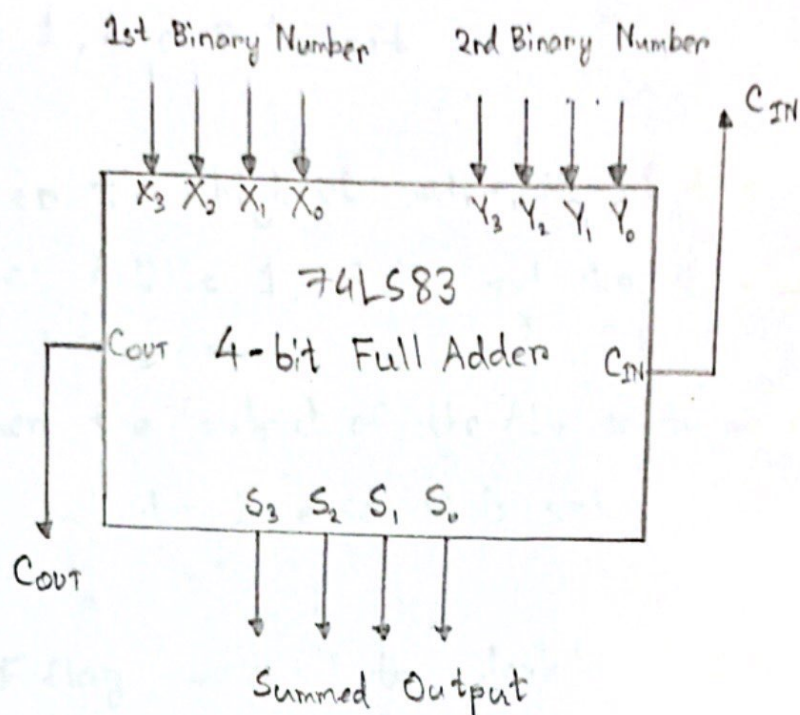 1st Binary Number 2nd Binary Number
C IN
X3 X2 X1 X0 Y3 Y2 Y1 Y0
74LS83
COUT 4-bit Full Adder CIN
S3 S2 S1 S0
COUT
Summed Output